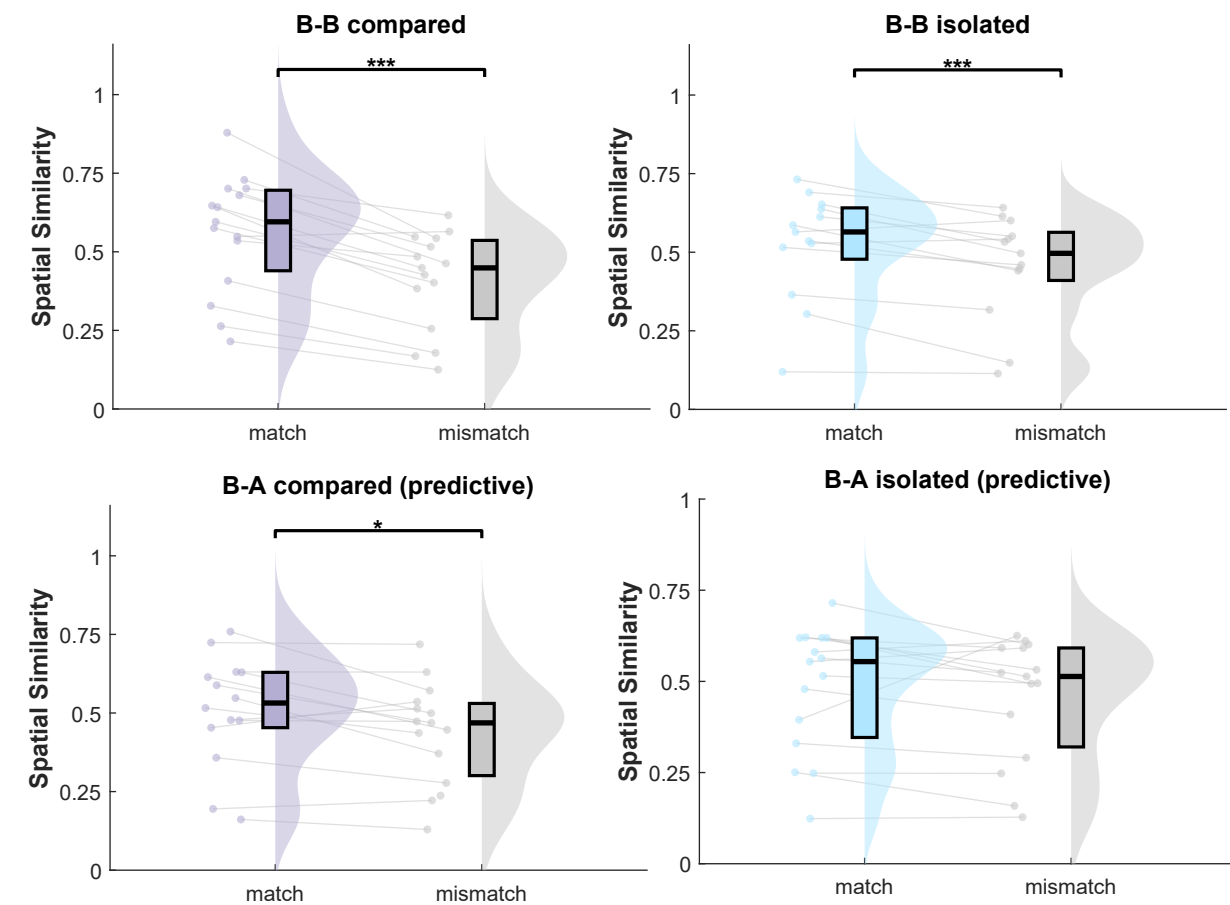 B-B compared
***
1
0.75
0.5
0.25
0
Spatial Similarity
match
mismatch
B-B isolated
***
1
0.75
0.5
0.25
0
Spatial Similarity
match
mismatch
B-A compared (predictive)
*
1
0.75
0.5
0.25
0
Spatial Similarity
match
mismatch
B-A isolated (predictive)
1
0.75
0.5
0.25
0
Spatial Similarity
match
mismatch